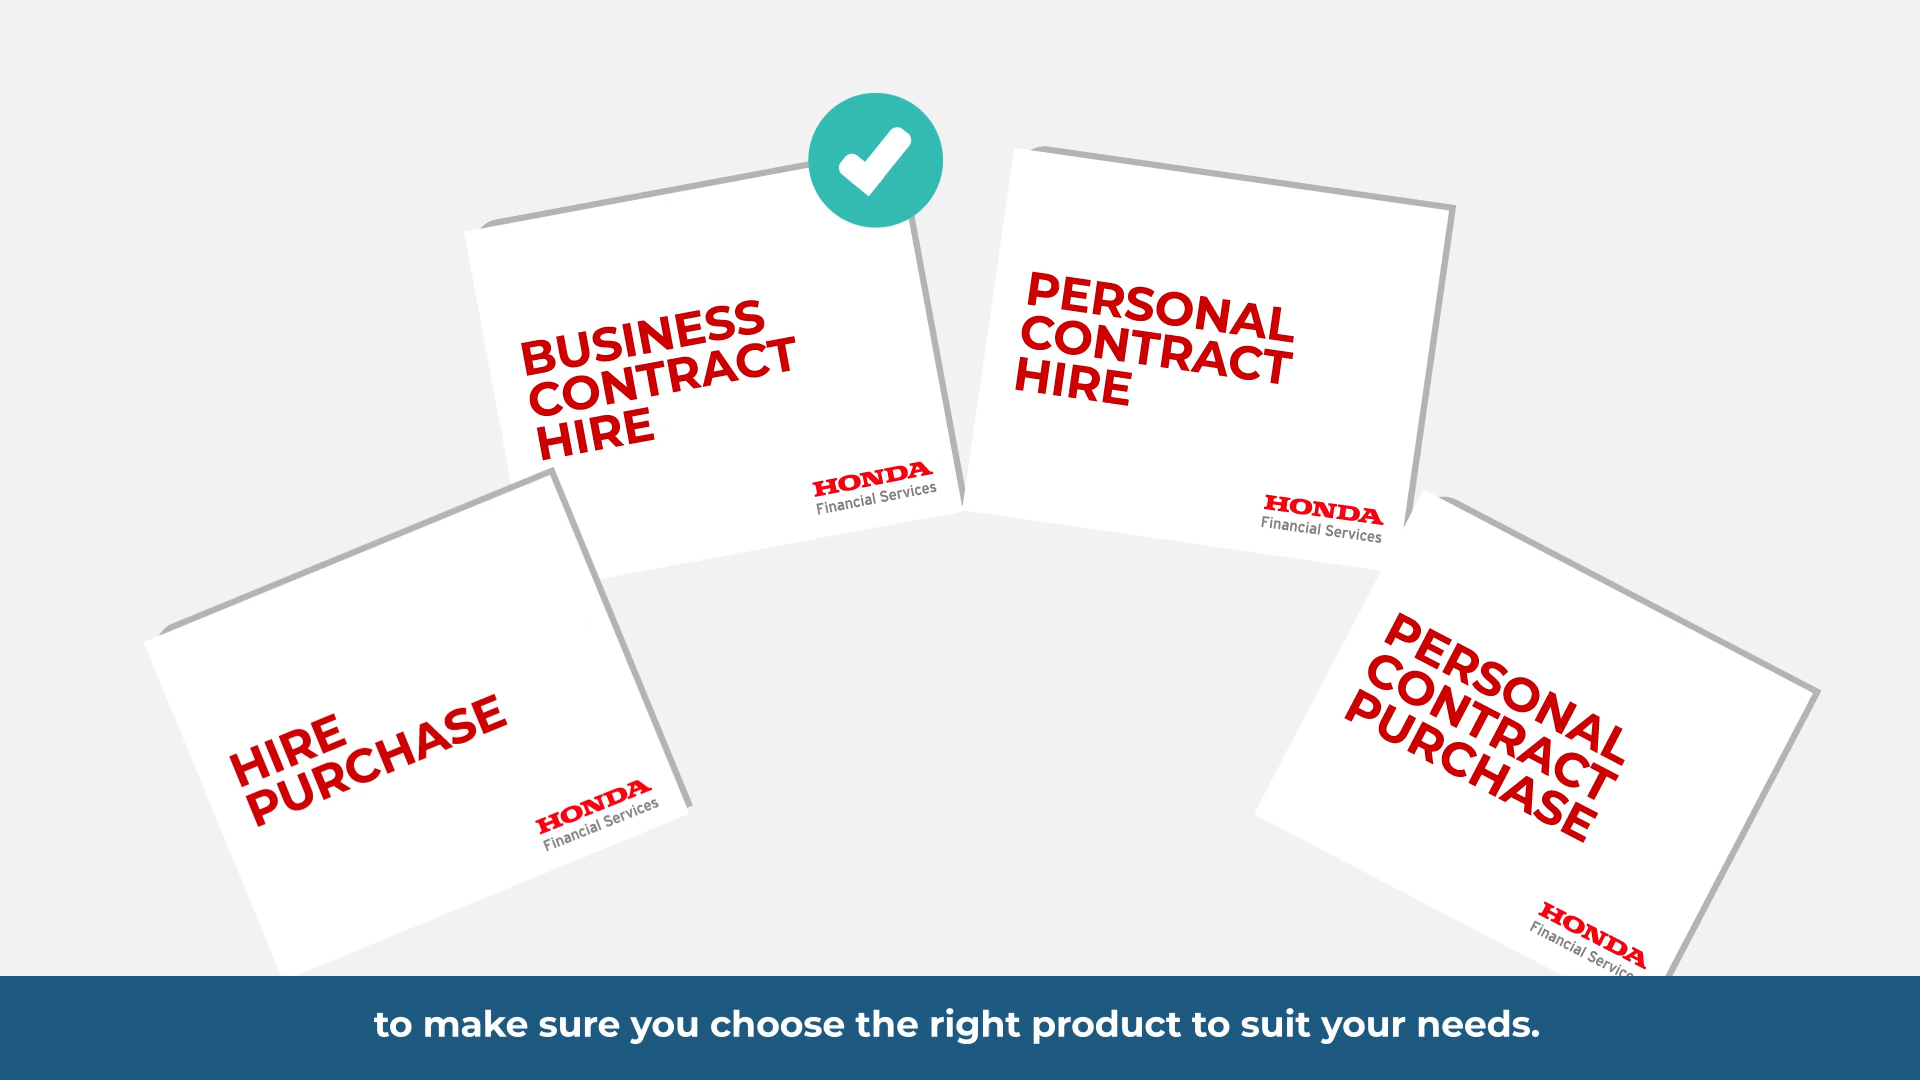 BUSINESS
CONTRACT
HIRE
HONDA
Financial Services
PERSONAL
CONTRACT
HIRE
HONDA
Financial Services
HIRE
PURCHASE
HONDA
Financial Services
PERSONAL
CONTRACT
PURCHASE
HONDA
Financial
to make sure you choose the right product to suit your needs.